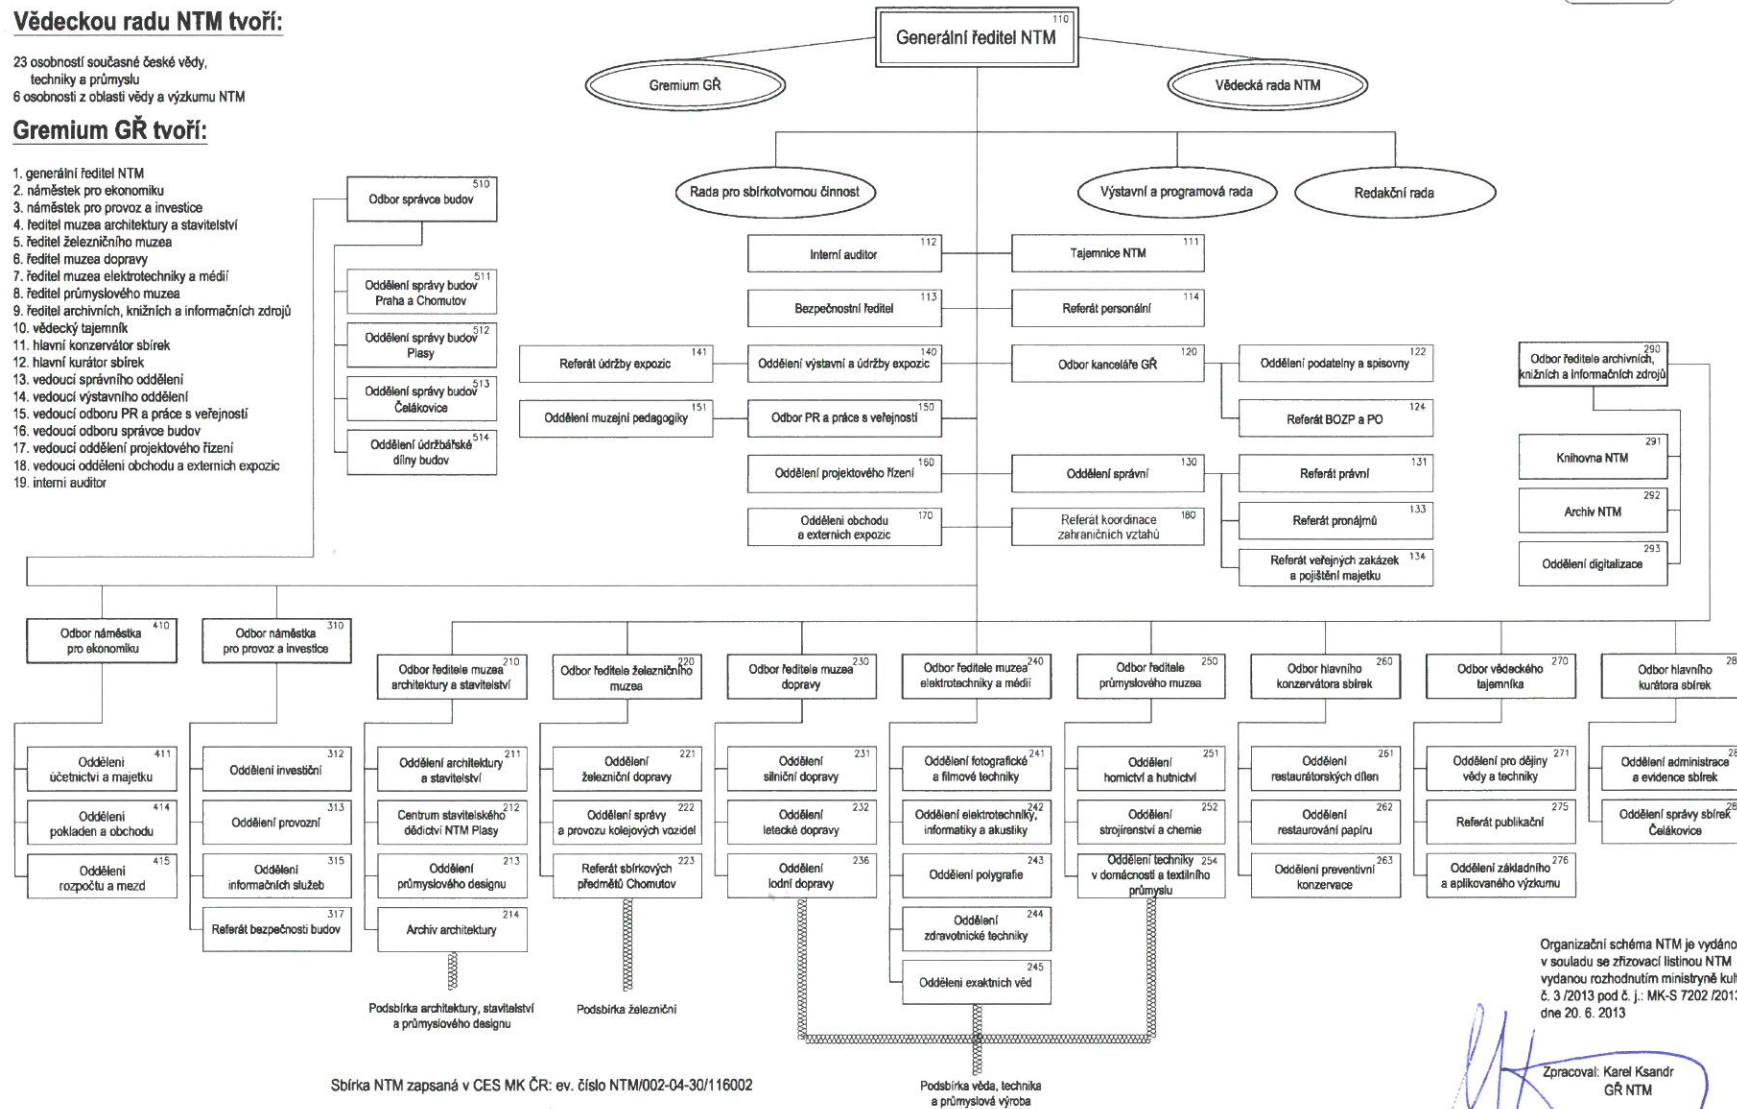 Vědeckou radu NTM tvoří:
23 osobností současné české vědy,
techniky a průmyslu
6 osobnosti z oblasti vědy a výzkumu NTM
Gremium GŘ tvoří:
1. generální ředitel NTM
2. náměstek pro ekonomiku
3. náměstek pro provoz a investice
4. ředitel muzea architektury a stavitelství
5. ředitel železničního muzea
6. ředitel muzea dopravy
7. ředitel muzea elektrotechniky a médií
8. ředitel průmyslového muzea
9. ředitel archivních, knižních a informačních zdrojů
10. vědecký tajemník
11. hlavní konzervátor sbírek
12. hlavní kurátor sbírek
13. vedoucí správního oddělení
14. vedoucí výstavního oddělení
15. vedoucí odboru PR a práce s veřejností
16. vedoucí odboru správce budov
17. vedoucí oddělení projektového řízení
18. vedoucí oddělení obchodu a externích expozic
19. interní auditor
110
Generální ředitel NTM
Gremium GŘ
Vědecká rada NTM
Rada pro sbírkotvornou činnost
Výstavní a programová rada
Redakční rada
510
Odbor správce budov
511
Oddělení správy budov
Praha a Chomutov
512
Oddělení správy budov
Plasy
513
Oddělení správy budov
Čelákovice
514
Oddělení údržbářské
dílny budov
112
Interní auditor
111
Tajemnice NTM
113
Bezpečnostní ředitel
114
Referát personální
141
Referát údržby expozic
140
Oddělení výstavní a údržby expozic
120
Odbor kanceláře GŘ
122
Oddělení podatelny a spisovny
151
Oddělení muzejní pedagogiky
150
Odbor PR a práce s veřejností
124
Referát BOZP a PO
160
Oddělení projektového řízení
130
Oddělení správní
131
Referát právní
170
Oddělení obchodu
a externích expozic
180
Referát koordinace
zahraničních vztahů
133
Referát pronájmů
134
Referát veřejných zakázek
a pojištění majetku
290
Odbor ředitele archivních,
knižních a informačních zdrojů
291
Knihovna NTM
292
Archiv NTM
293
Oddělení digitalizace
410
Odbor náměstka
pro ekonomiku
310
Odbor náměstka
pro provoz a investice
210
Odbor ředitele muzea
architektury a stavitelství
220
Odbor ředitele železničního
muzea
230
Odbor ředitele muzea
dopravy
240
Odbor ředitele muzea
elektrotechniky a médií
250
Odbor ředitele
průmyslového muzea
260
Odbor hlavního
konzervátora sbírek
270
Odbor vědeckého
tajemníka
28
Odbor hlavního
kurátora sbírek
411
Oddělení
účetnictví a majetku
414
Oddělení
pokladen a obchodu
415
Oddělení
rozpočtu a mezd
312
Oddělení investiční
313
Oddělení provozní
315
Oddělení
informačních služeb
317
Referát bezpečnosti budov
211
Oddělení architektury
a stavitelství
212
Centrum stavitelského
dědictví NTM Plasy
213
Oddělení
průmyslového designu
214
Archiv architektury
221
Oddělení
železniční dopravy
222
Oddělení správy
a provozu kolejových vozidel
223
Referát sbírkových
předmětů Chomutov
231
Oddělení
silniční dopravy
232
Oddělení
letecké dopravy
236
Oddělení
lodní dopravy
241
Oddělení fotografické
a filmové techniky
242
Oddělení elektrotechniky,
informatiky a akustiky
243
Oddělení polygrafie
244
Oddělení
zdravotnické techniky
245
Oddělení exaktních věd
251
Oddělení
hornictví a hutnictví
252
Oddělení
strojírenství a chemie
254
Oddělení techniky
v domácnosti a textilního
průmyslu
261
Oddělení
restaurátorských dílen
262
Oddělení
restaurování papíru
263
Oddělení preventivní
konzervace
271
Oddělení pro dějiny
vědy a techniky
275
Referát publikační
276
Oddělení základního
a aplikovaného výzkumu
28
Oddělení administrace
a evidence sbírek
28
Oddělení správy sbírek
Čelákovice
Podsbírka architektury, stavitelství
a průmyslového designu
Podsbírka železniční
Podsbírka věda, technika
a průmyslová výroba
Sbírka NTM zapsaná v CES MK ČR: ev. číslo NTM/002-04-30/116002
Organizační schéma NTM je vydáno
v souladu se zřizovací listinou NTM
vydanou rozhodnutím ministryně kul
č. 3 /2013 pod č. j.: MK-S 7202 /2013
dne 20. 6. 2013
Zpracoval: Karel Ksandr
GŘ NTM